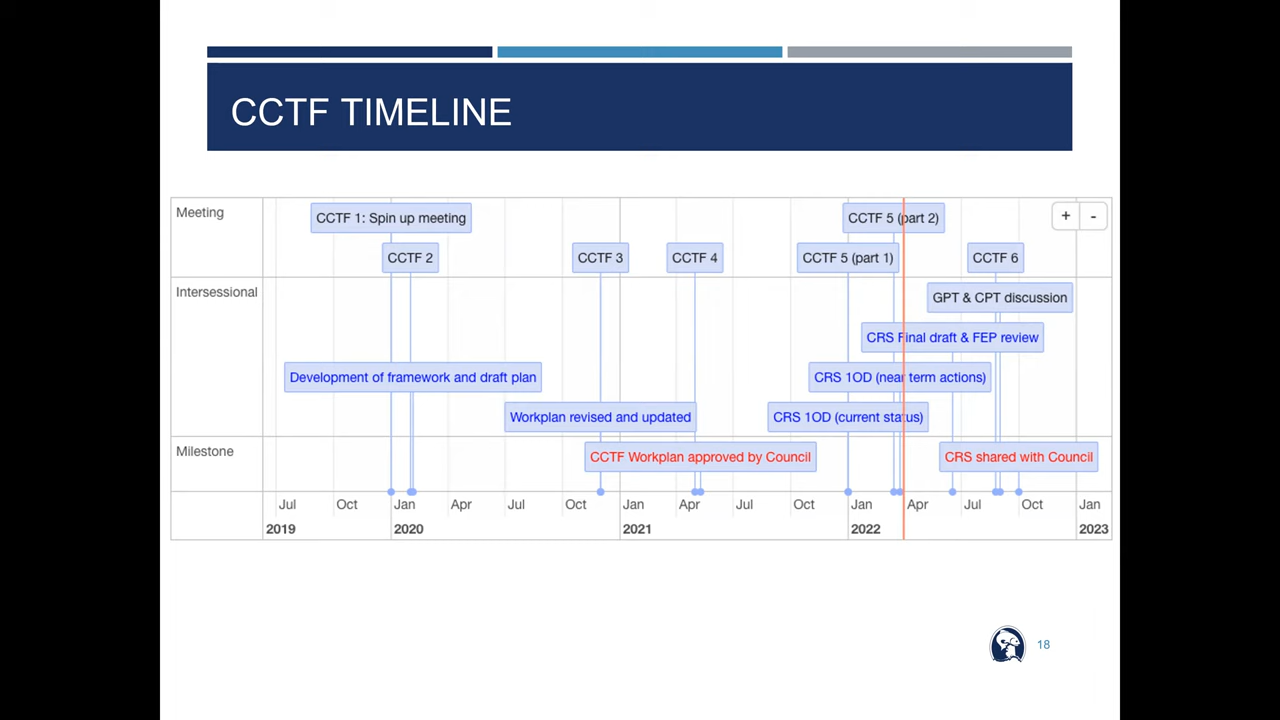 CCTF TIMELINE
Meeting
CCTF 1: Spin up meeting
CCTF 5 (part 2)
+ -
CCTF 2
CCTF 3
CCTF 4
CCTF 5 (part 1)
CCTF 6
Intersessional
GPT & CPT discussion
CRS Final draft & FEP review
Development of framework and draft plan
CRS 1OD (near term actions)
Workplan revised and updated
CRS 1OD (current status)
Milestone
CCTF Workplan approved by Council
CRS shared with Council
Jul Oct Jan Apr Jul Oct Jan Apr Jul Oct Jan Apr Jul Oct Jan
2019 2020 2021 2022 2023
18